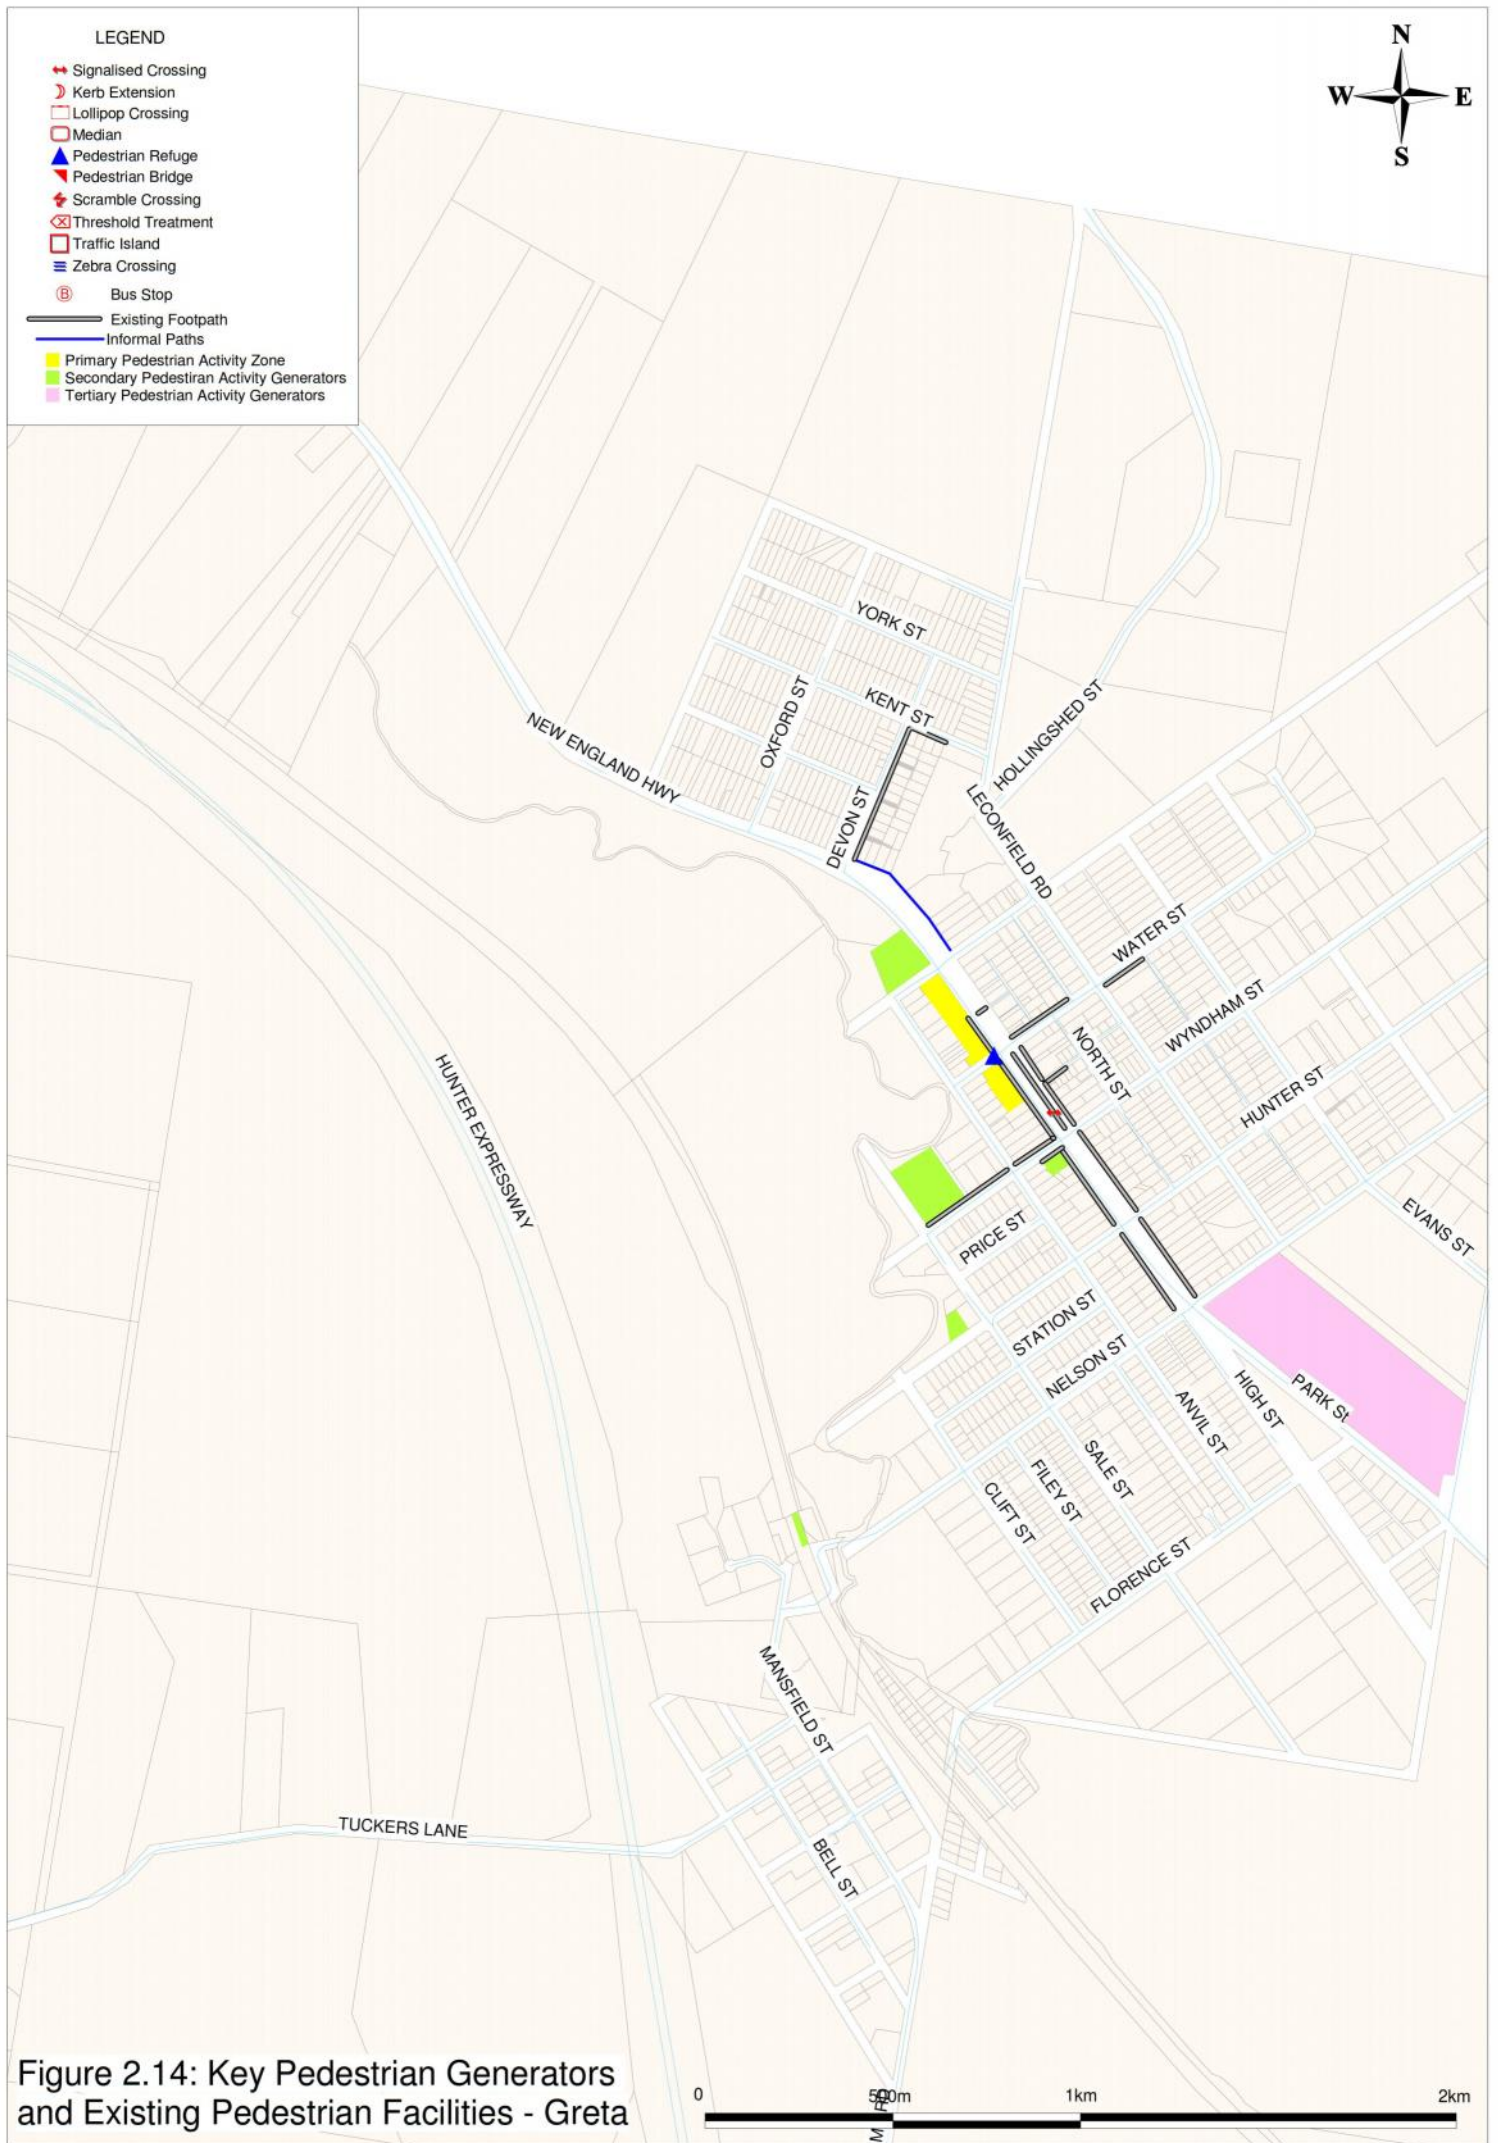 LEGEND
Signalised Crossing
Kerb Extension
Lollipop Crossing
Median
Pedestrian Refuge
Pedestrian Bridge
Scramble Crossing
Threshold Treatment
Traffic Island
Zebra Crossing
B Bus Stop
Existing Footpath
Informal Paths
Primary Pedestrian Activity Zone
Secondary Pedestiran Activity Generators
Tertiary Pedestrian Activity Generators
N
W E
S
YORK ST
KENT ST
OXFORD ST
HOLLINGSHED ST
NEW ENGLAND HWY
DEVON ST
LECONFIELD RD
WATER ST
WYNDHAM ST
NORTH ST
HUNTER ST
HUNTER EXPRESSWAY
EVANS ST
PRICE ST
STATION ST
NELSON ST
HIGH ST
PARK St
ANVIL ST
SALE ST
FILEY ST
CLIFT ST
FLORENCE ST
MANSFIELD ST
TUCKERS LANE
BELL ST
Figure 2.14: Key Pedestrian Generators
and Existing Pedestrian Facilities - Greta
0 500m 1km 2km